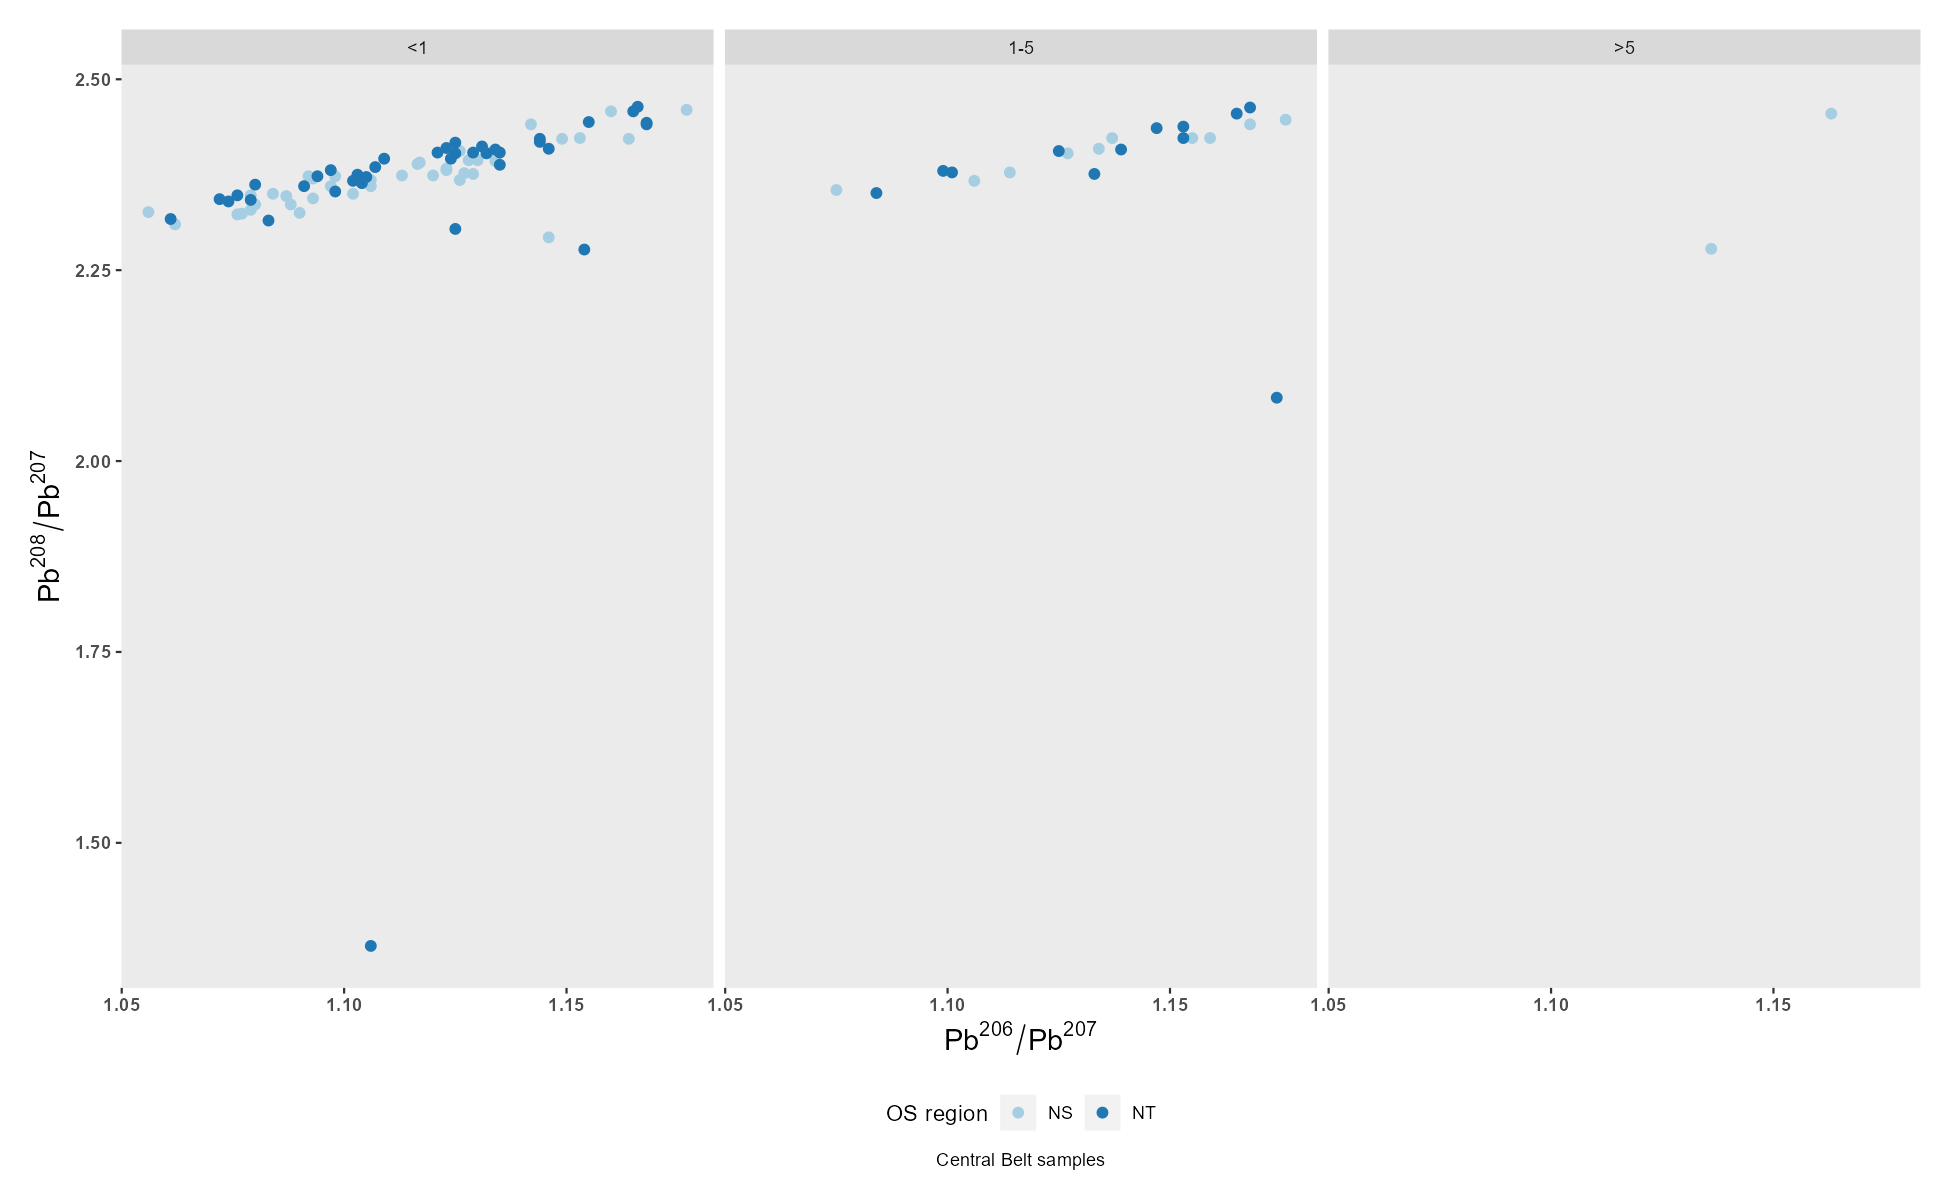 <1 1-5 >5
2.50
2.25
2.00
1.75
1.50
Pb²⁰⁸/Pb²⁰⁷
1.05 1.10 1.15 1.05 1.10 1.15 1.05 1.10 1.15
Pb²⁰⁶/Pb²⁰⁷
OS region NS NT
Central Belt samples